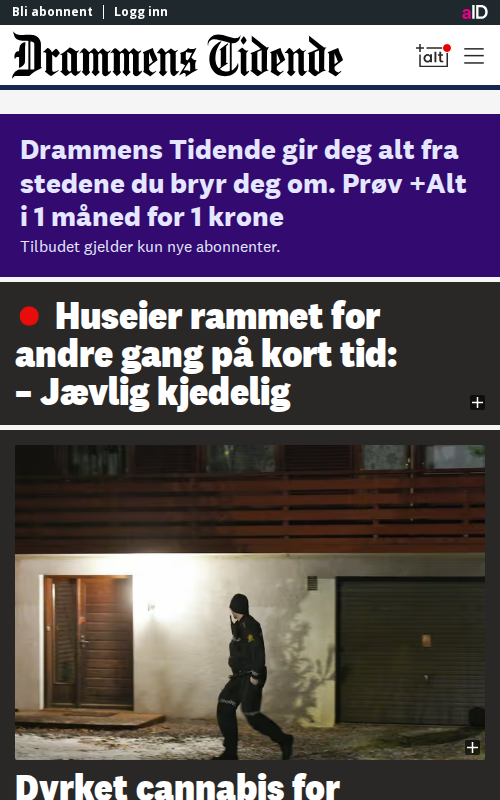 Bli abonnent
Logg inn
aID
Drammens Tidende
+alt
Drammens Tidende gir deg alt fra
stedene du bryr deg om. Prøv +Alt
i 1 måned for 1 krone
Tilbudet gjelder kun nye abonnenter.
Huseier rammet for
andre gang på kort tid:
– Jævlig kjedelig
Dyrket cannabis for